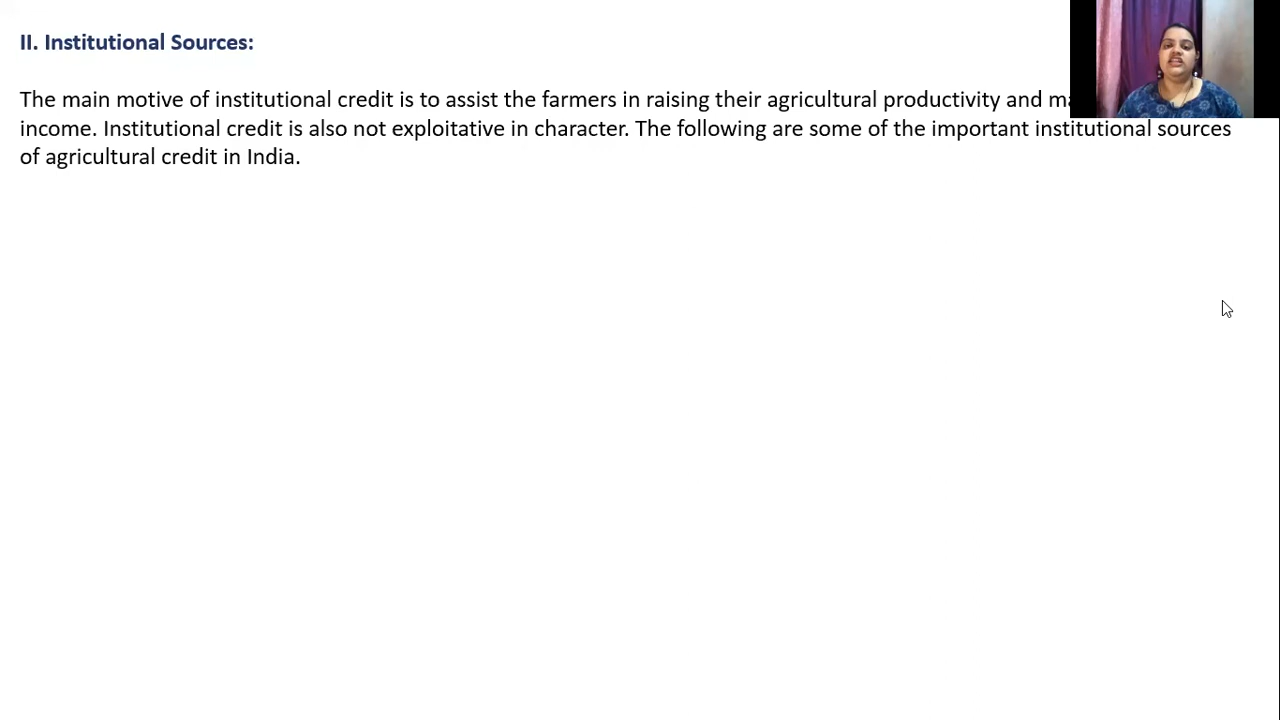 II. Institutional Sources:
The main motive of institutional credit is to assist the farmers in raising their agricultural productivity and
income. Institutional credit is also not exploitative in character. The following are some of the important institutional sources
of agricultural credit in India.